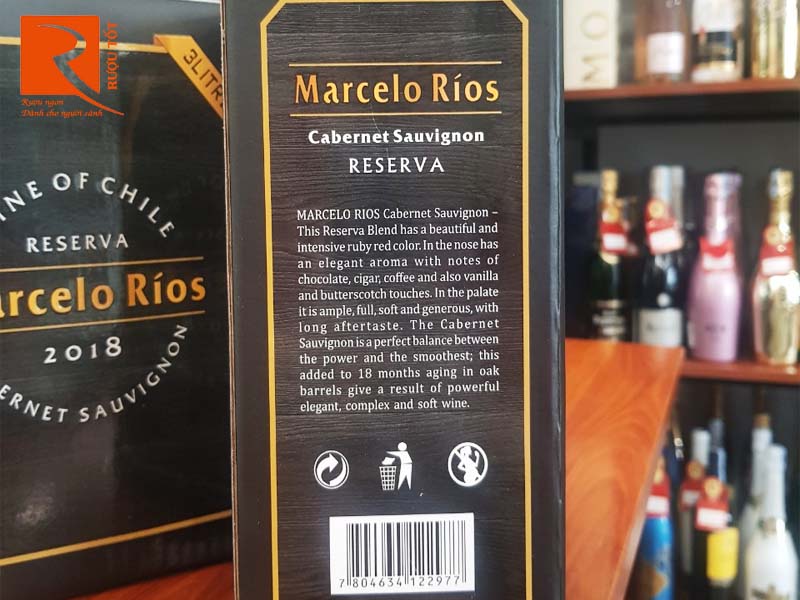 RƯỢU TỐT
Rượu ngon
Dành cho người sành
3LITR
INE OF CHILE
RESERVA
arcelo Ríos
2018
ERNET SAUVIGNON
MO
Marcelo Ríos
Cabernet Sauvignon
RESERVA
MARCELO RIOS Cabernet Sauvignon –
This Reserva Blend has a beautiful and
intensive ruby red color. In the nose has
an elegant aroma with notes of
chocolate, cigar, coffee and also vanilla
and butterscotch touches. In the palate
it is ample, full, soft and generous, with
long aftertaste. The Cabernet
Sauvignon is a perfect balance between
the power and the smoothest; this
added to 18 months aging in oak
barrels give a result of powerful
elegant, complex and soft wine.
7 804634 122977